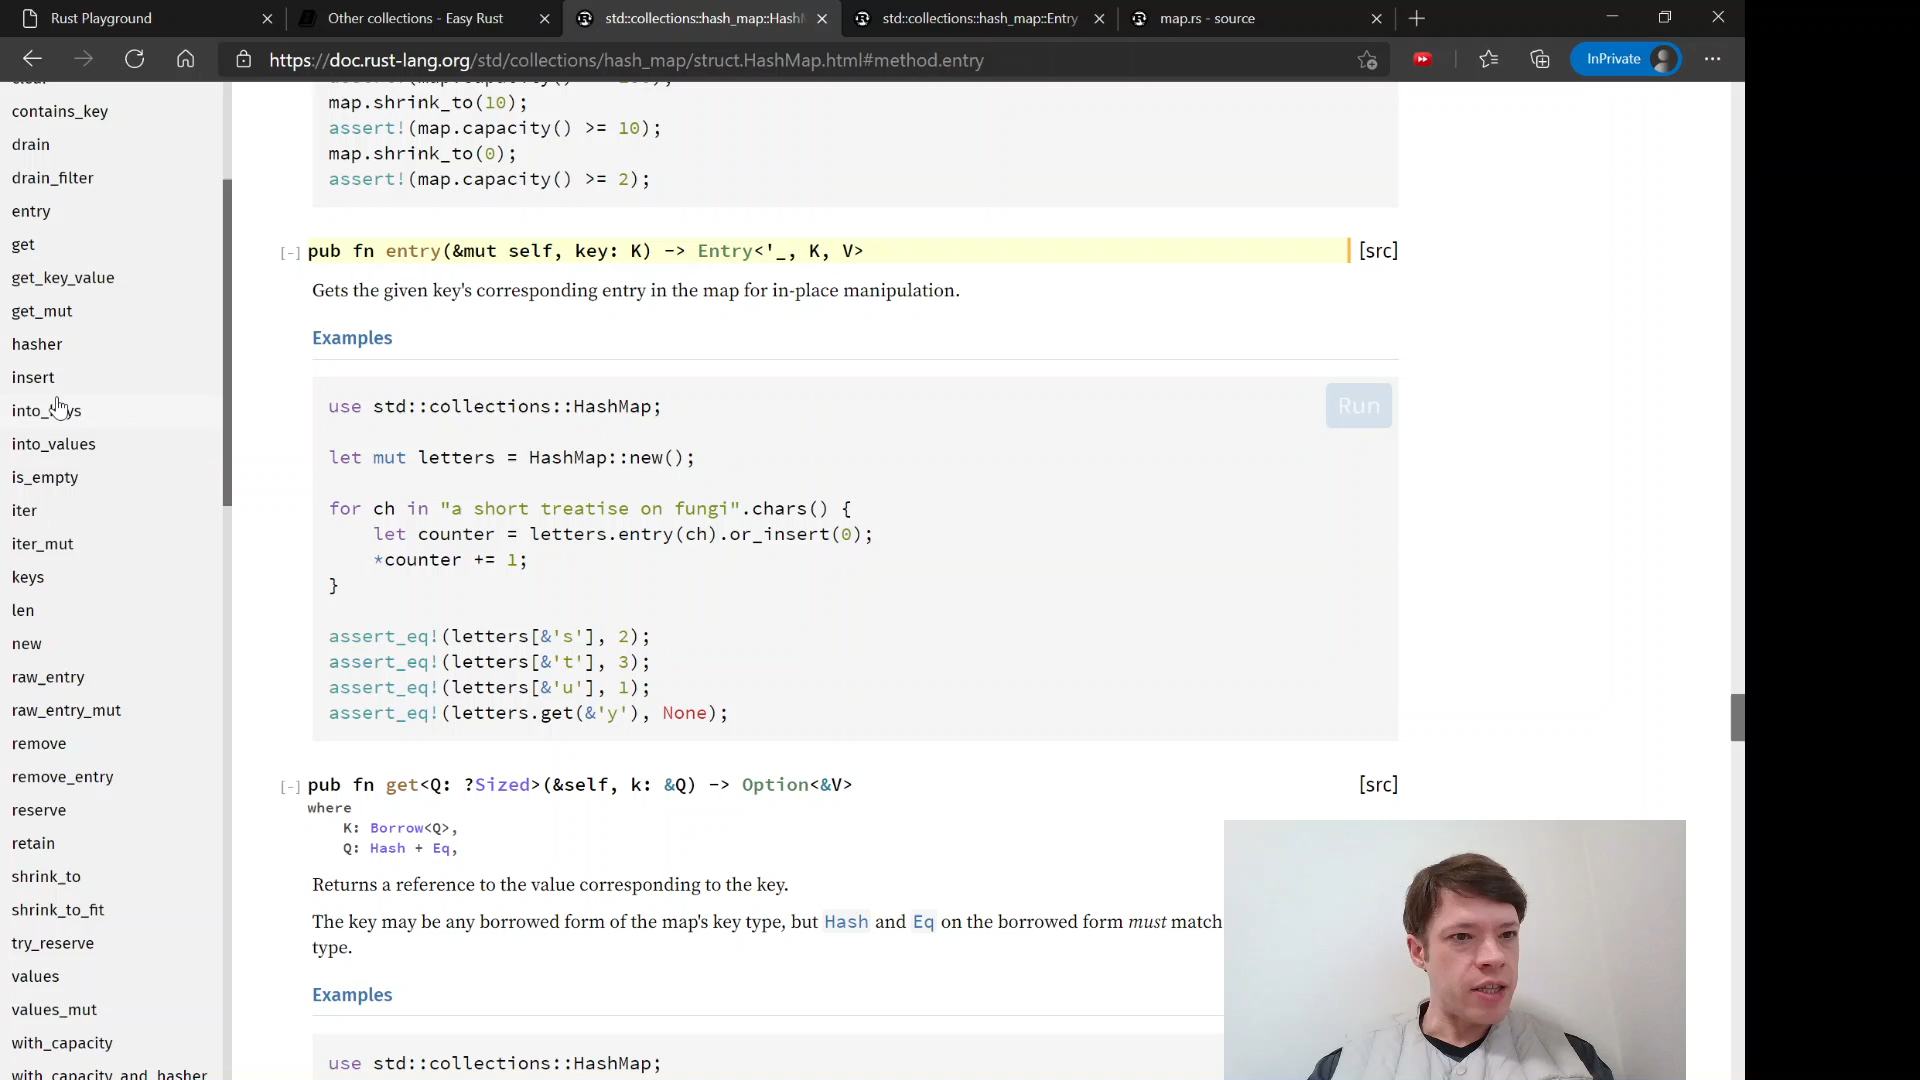 Rust Playground
Other collections - Easy Rust
std::collections::hash_map::Hash
std::collections::hash_map::Entry
map.rs - source
https://doc.rust-lang.org/std/collections/hash_map/struct.HashMap.html#method.entry
InPrivate
contains_key
drain
drain_filter
entry
get
get_key_value
get_mut
hasher
insert
into_values
is_empty
iter
iter_mut
keys
len
new
raw_entry
raw_entry_mut
remove
remove_entry
reserve
retain
shrink_to
shrink_to_fit
try_reserve
values
values_mut
with_capacity
with_capacity_and_hasher
map.shrink_to(10);
assert!(map.capacity() >= 10);
map.shrink_to(0);
assert!(map.capacity() >= 2);
[-] pub fn entry(&mut self, key: K) -> Entry<'_, K, V> [src]
Gets the given key's corresponding entry in the map for in-place manipulation.
Examples
Run
use std::collections::HashMap;
let mut letters = HashMap::new();
for ch in "a short treatise on fungi".chars() {
let counter = letters.entry(ch).or_insert(0);
*counter += 1;
}
assert_eq!(letters[&'s'], 2);
assert_eq!(letters[&'t'], 3);
assert_eq!(letters[&'u'], 1);
assert_eq!(letters.get(&'y'), None);
[-] pub fn get<Q: ?Sized>(&self, k: &Q) -> Option<&V> [src]
where
K: Borrow<Q>,
Q: Hash + Eq,
Returns a reference to the value corresponding to the key.
The key may be any borrowed form of the map's key type, but Hash and Eq on the borrowed form must match
type.
Examples
use std::collections::HashMap;